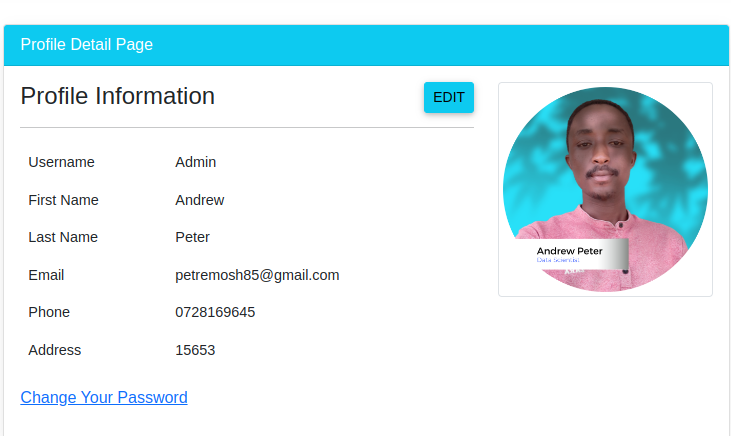 Profile Detail Page
Profile Information
EDIT
Username Admin
First Name Andrew
Last Name Peter
Email petremosh85@gmail.com
Phone 0728169645
Address 15653
Change Your Password
Andrew Peter
Data Scientist